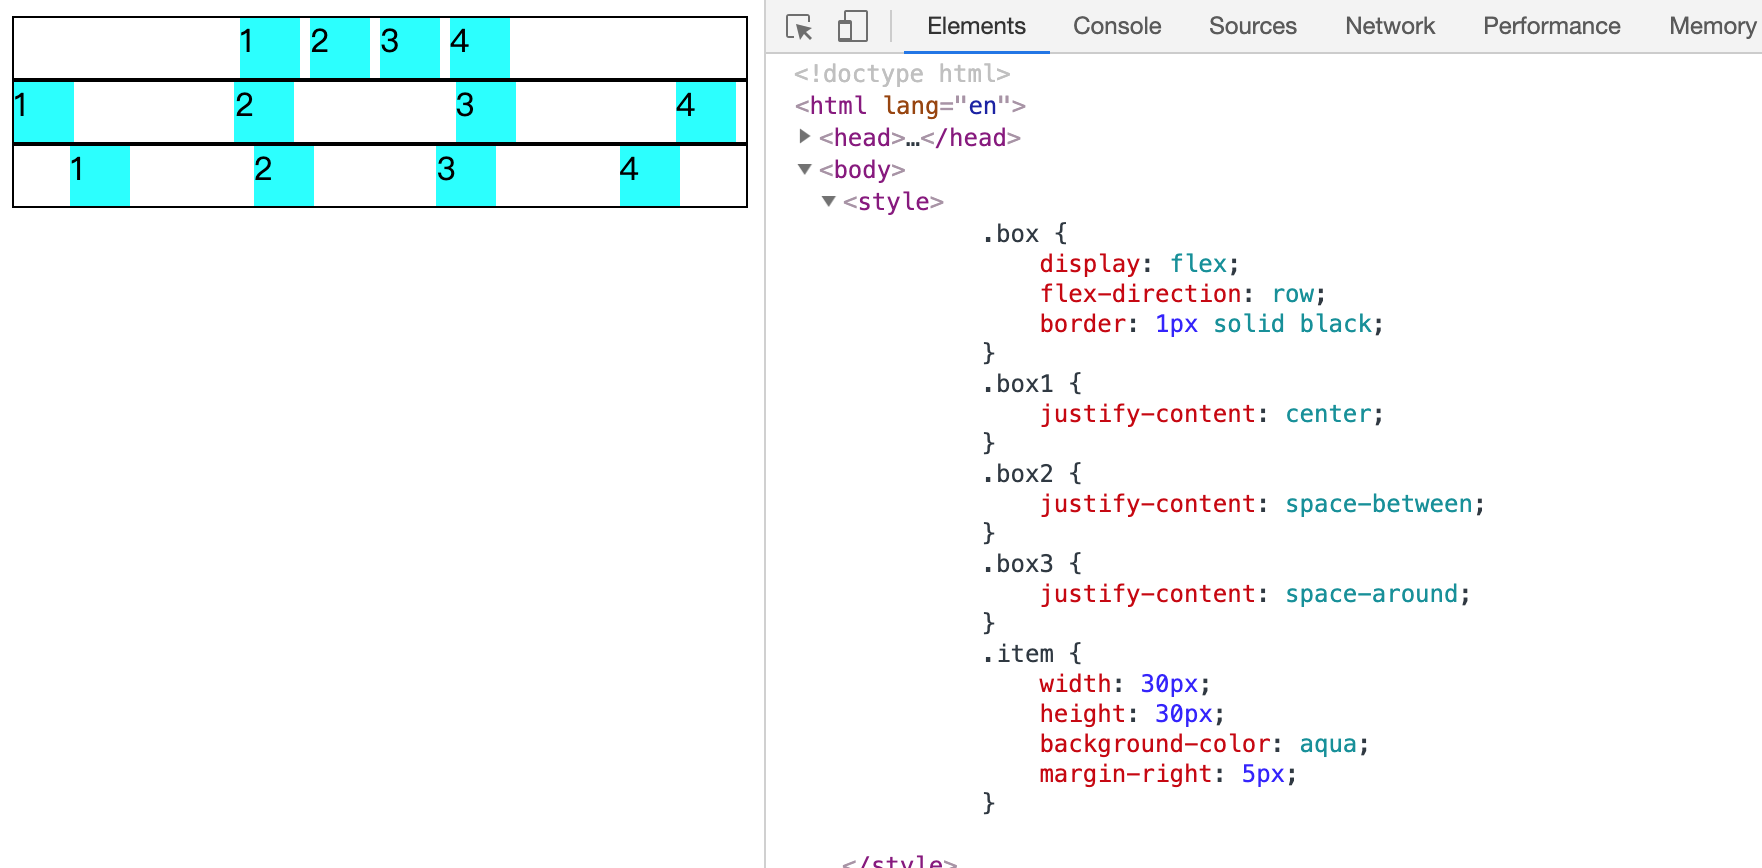 1 2 3 4
1 2 3 4
1 2 3 4
Elements Console Sources Network Performance Memory
<!doctype html>
<html lang="en">
<head>…</head>
<body>
<style>
.box {
display: flex;
flex-direction: row;
border: 1px solid black;
}
.box1 {
justify-content: center;
}
.box2 {
justify-content: space-between;
}
.box3 {
justify-content: space-around;
}
.item {
width: 30px;
height: 30px;
background-color: aqua;
margin-right: 5px;
}
</style>